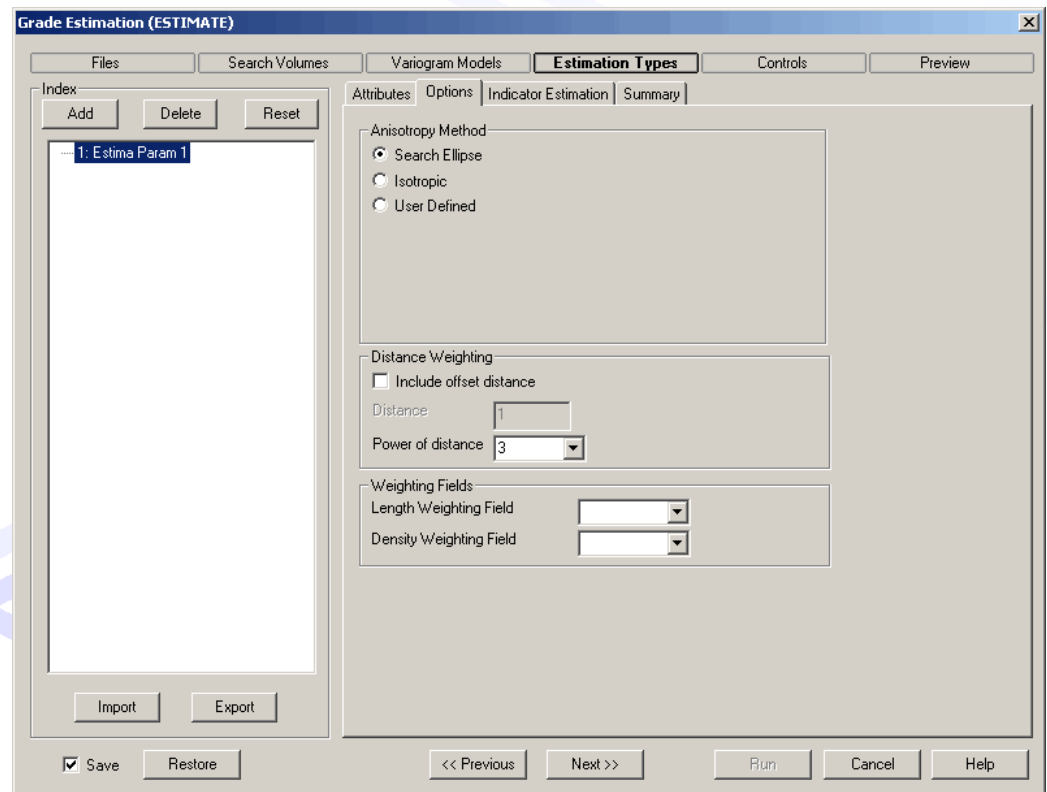 Grade Estimation (ESTIMATE)
Files Search Volumes Variogram Models Estimation Types Controls Preview
Index
Add Delete Reset
1: Estima Param 1
Import Export
Attributes Options Indicator Estimation Summary
Anisotropy Method
Search Ellipse
Isotropic
User Defined
Distance Weighting
Include offset distance
Distance 1
Power of distance 3
Weighting Fields
Length Weighting Field
Density Weighting Field
Save Restore << Previous Next >> Run Cancel Help